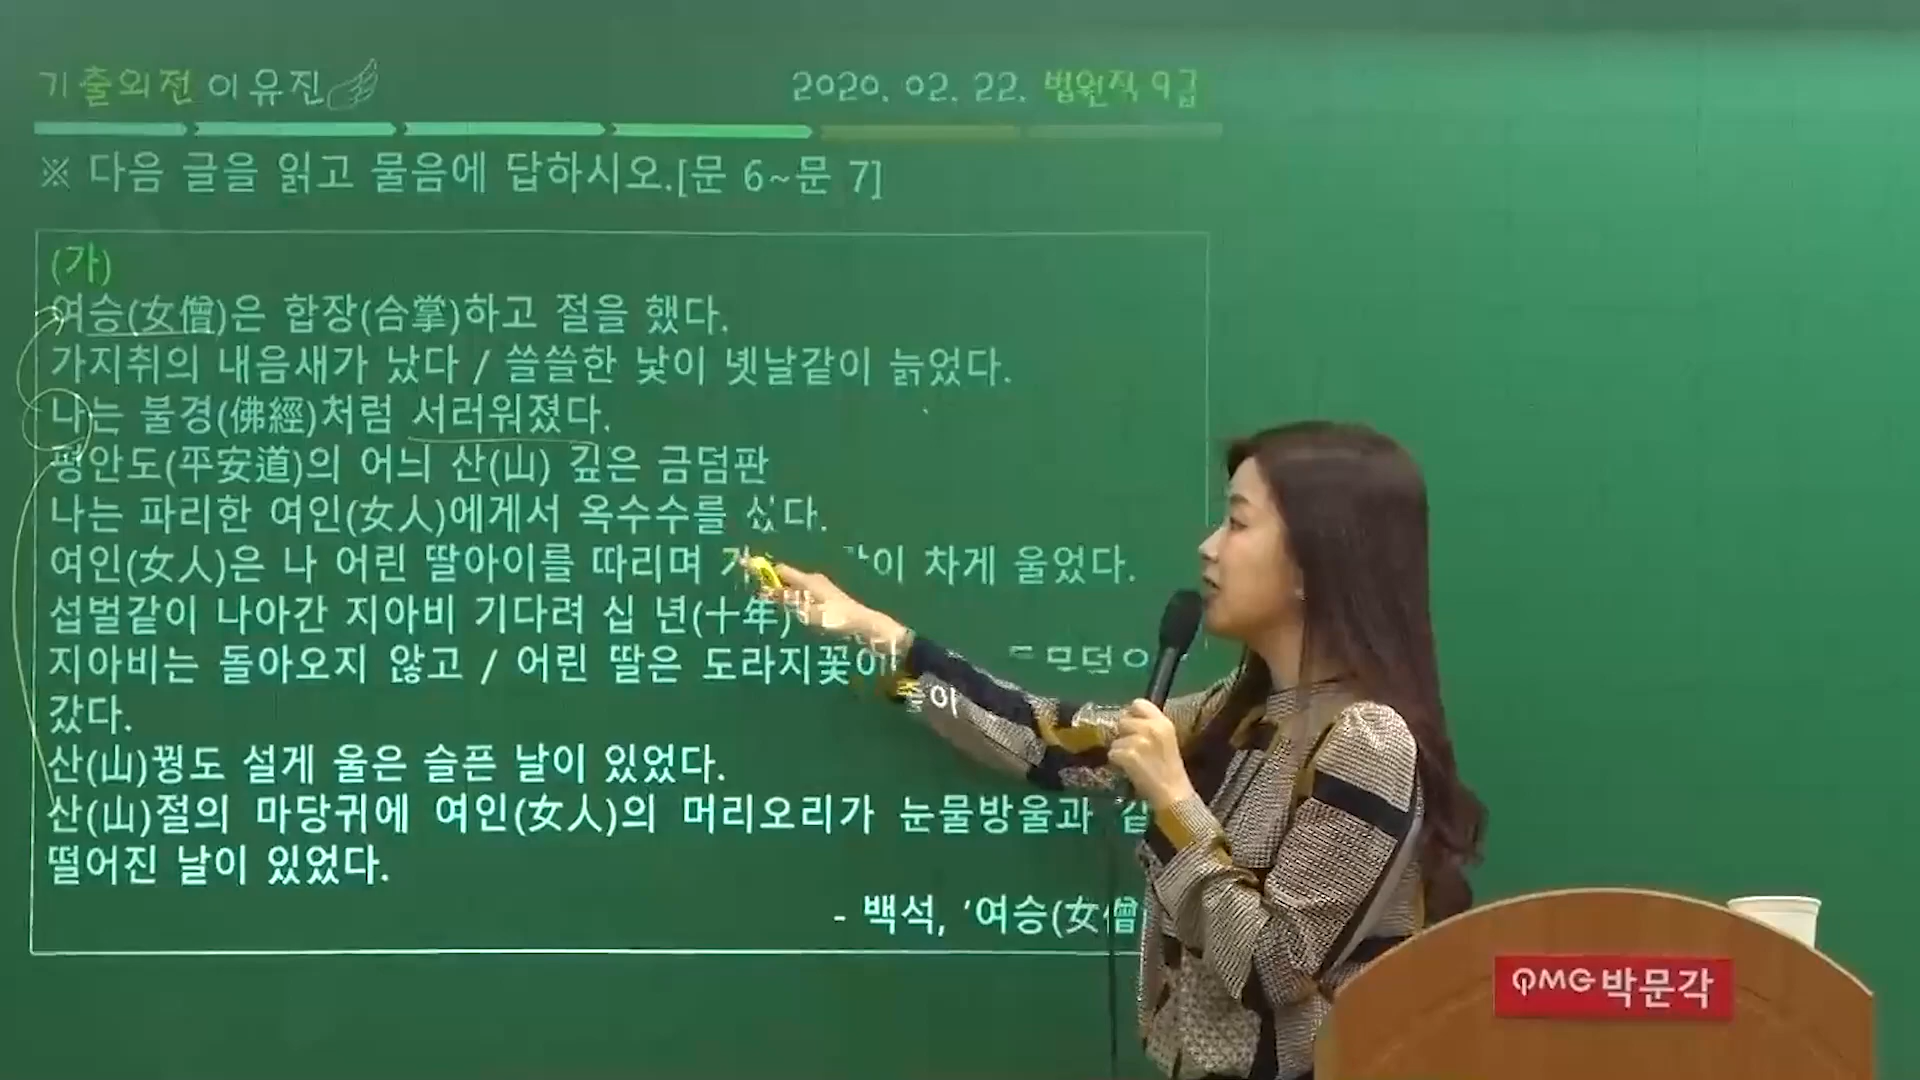 기출외전 이유진
2020. 02. 22. 법원직 9급
※ 다음 글을 읽고 물음에 답하시오.[문 6~문 7]
(가)
여승(女僧)은 합장(合掌)하고 절을 했다.
가지취의 내음새가 났다 / 쓸쓸한 낯이 녯날같이 늙었다.
나는 불경(佛經)처럼 서러워졌다.
평안도(平安道)의 어늬 산(山) 깊은 금덤판
나는 파리한 여인(女人)에게서 옥수수를 샀다.
여인(女人)은 나 어린 딸아이를 따리며 차게 울었다.
섭벌같이 나아간 지아비 기다려 십 년(十年)
지아비는 돌아오지 않고 / 어린 딸은 도라지꽃이
갔다.
산(山)꿩도 설게 울은 슬픈 날이 있었다.
산(山)절의 마당귀에 여인(女人)의 머리오리가 눈물방울과
떨어진 날이 있었다.
- 백석, ‘여승(女僧
PMG 박문각